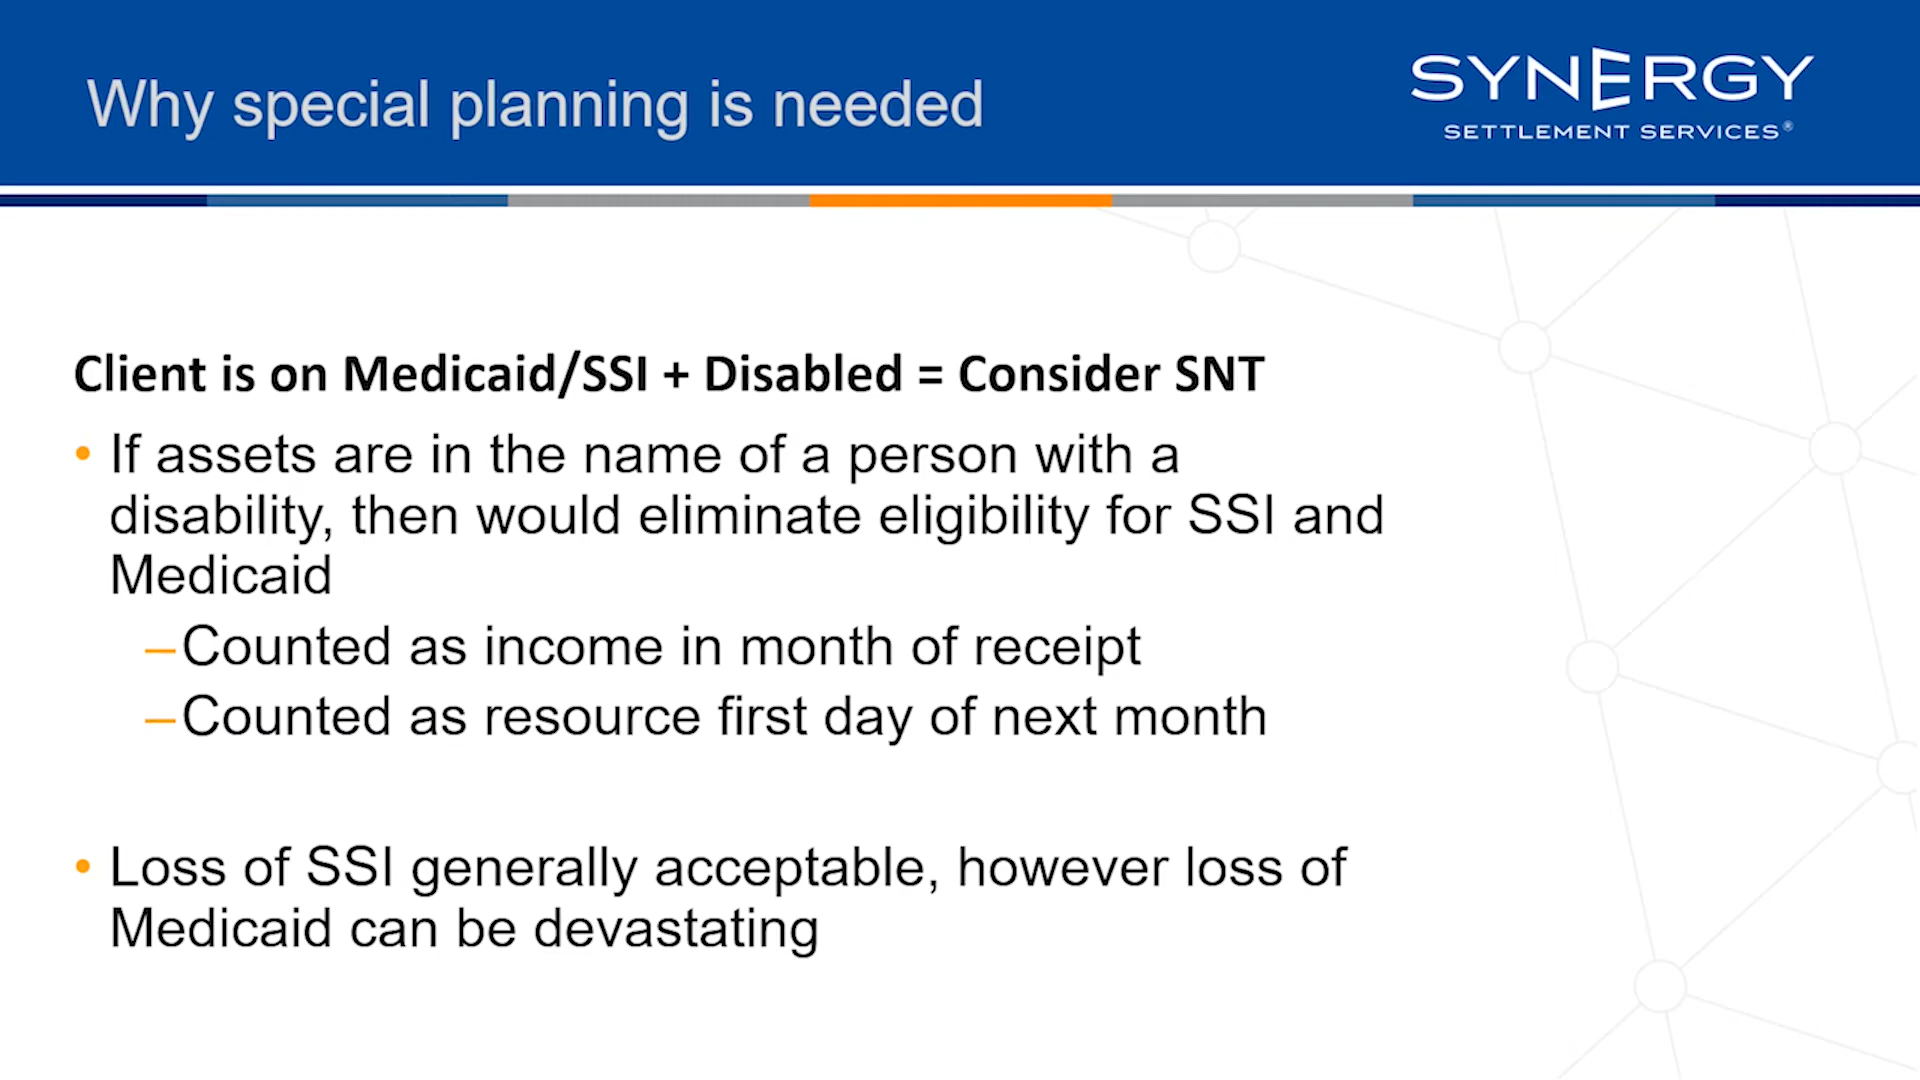 Why special planning is needed
SYNERGY
SETTLEMENT SERVICES®
Client is on Medicaid/SSI + Disabled = Consider SNT
• If assets are in the name of a person with a
disability, then would eliminate eligibility for SSI and
Medicaid
–Counted as income in month of receipt
–Counted as resource first day of next month
• Loss of SSI generally acceptable, however loss of
Medicaid can be devastating